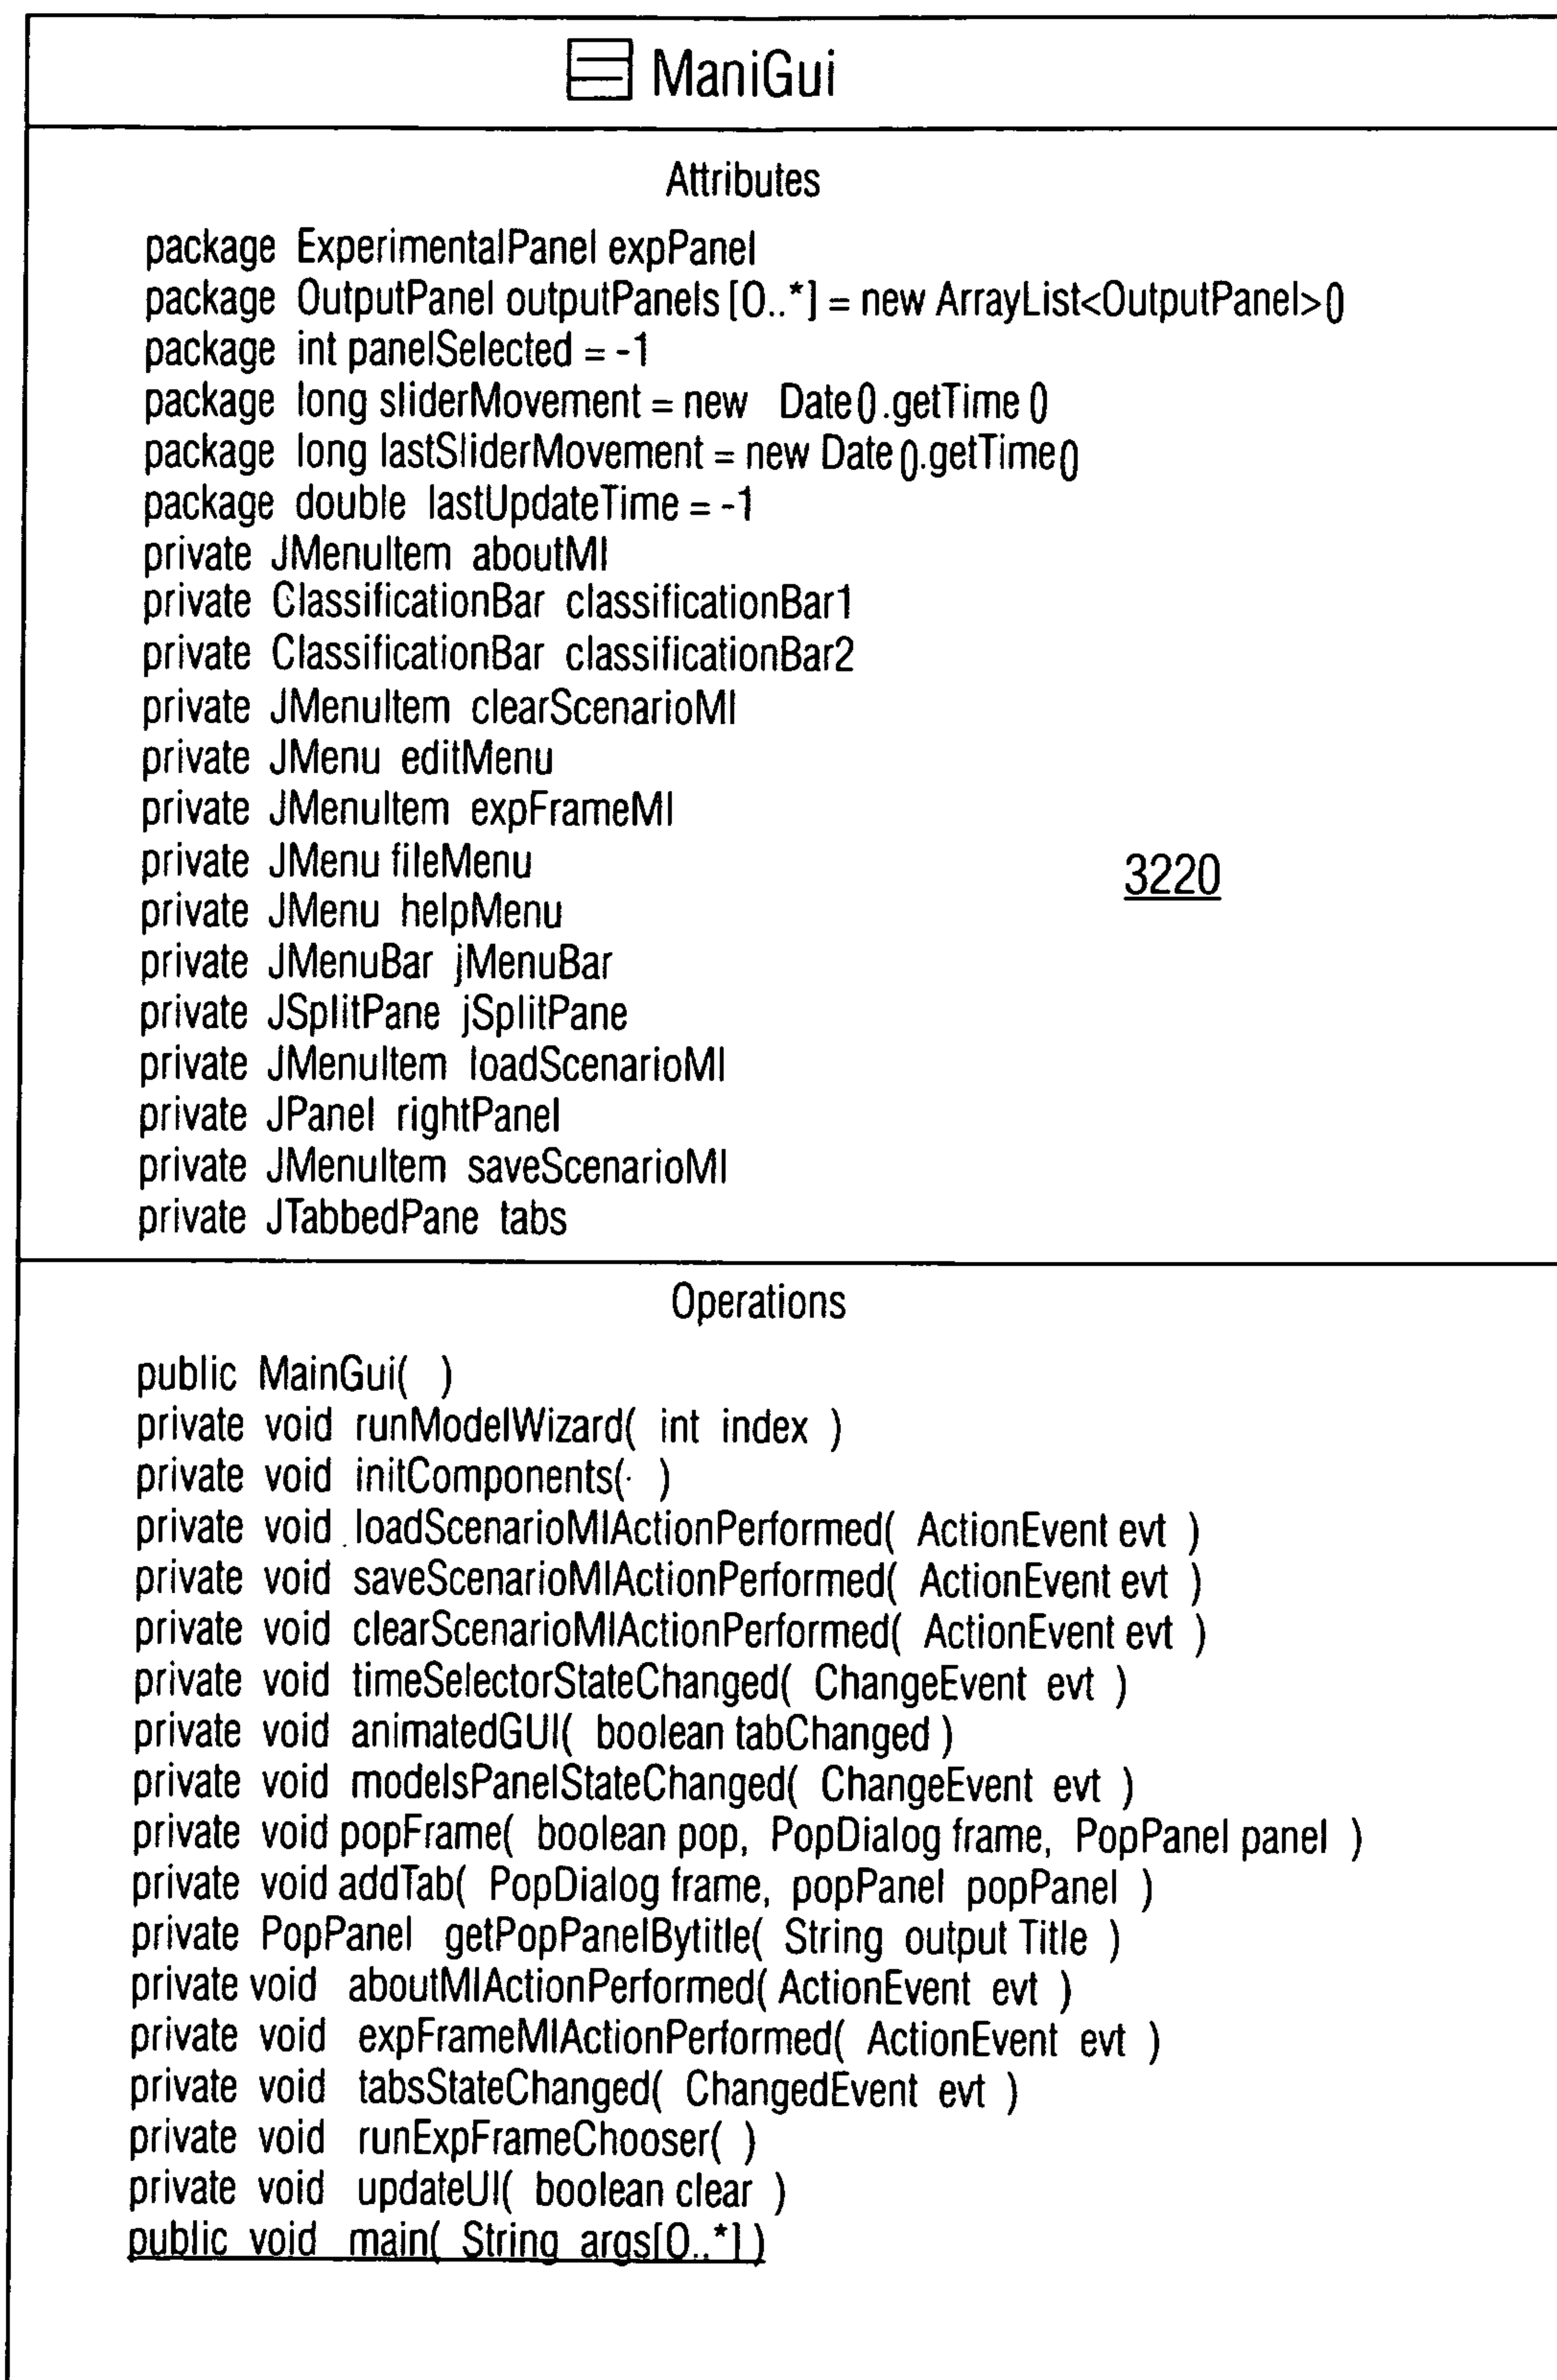 ManiGui
Attributes
package ExperimentalPanel expPanel
package OutputPanel outputPanels [0..*] = new ArrayList<OutputPanel>()
package int panelSelected = -1
package long sliderMovement = new Date().getTime ()
package long lastSliderMovement = new Date ().getTime()
package double lastUpdateTime = -1
private JMenuItem aboutMI
private ClassificationBar classificationBar1
private ClassificationBar classificationBar2
private JMenuItem clearScenarioMI
private JMenu editMenu
private JMenuItem expFrameMI
private JMenu fileMenu
3220
private JMenu helpMenu
private JMenuBar jMenuBar
private JSplitPane jSplitPane
private JMenuItem loadScenarioMI
private JPanel rightPanel
private JMenuItem saveScenarioMI
private JTabbedPane tabs
Operations
public MainGui( )
private void runModelWizard( int index )
private void initComponents( )
private void loadScenarioMIActionPerformed( ActionEvent evt )
private void saveScenarioMIActionPerformed( ActionEvent evt )
private void clearScenarioMIActionPerformed( ActionEvent evt )
private void timeSelectorStateChanged( ChangeEvent evt )
private void animatedGUI( boolean tabChanged )
private void modelsPanelStateChanged( ChangeEvent evt )
private void popFrame( boolean pop, PopDialog frame, PopPanel panel )
private void addTab( PopDialog frame, popPanel popPanel )
private PopPanel getPopPanelBytitle( String output Title )
private void aboutMIActionPerformed( ActionEvent evt )
private void expFrameMIActionPerformed( ActionEvent evt )
private void tabsStateChanged( ChangedEvent evt )
private void runExpFrameChooser( )
private void updateUI( boolean clear )
public void main( String args[0..*] )